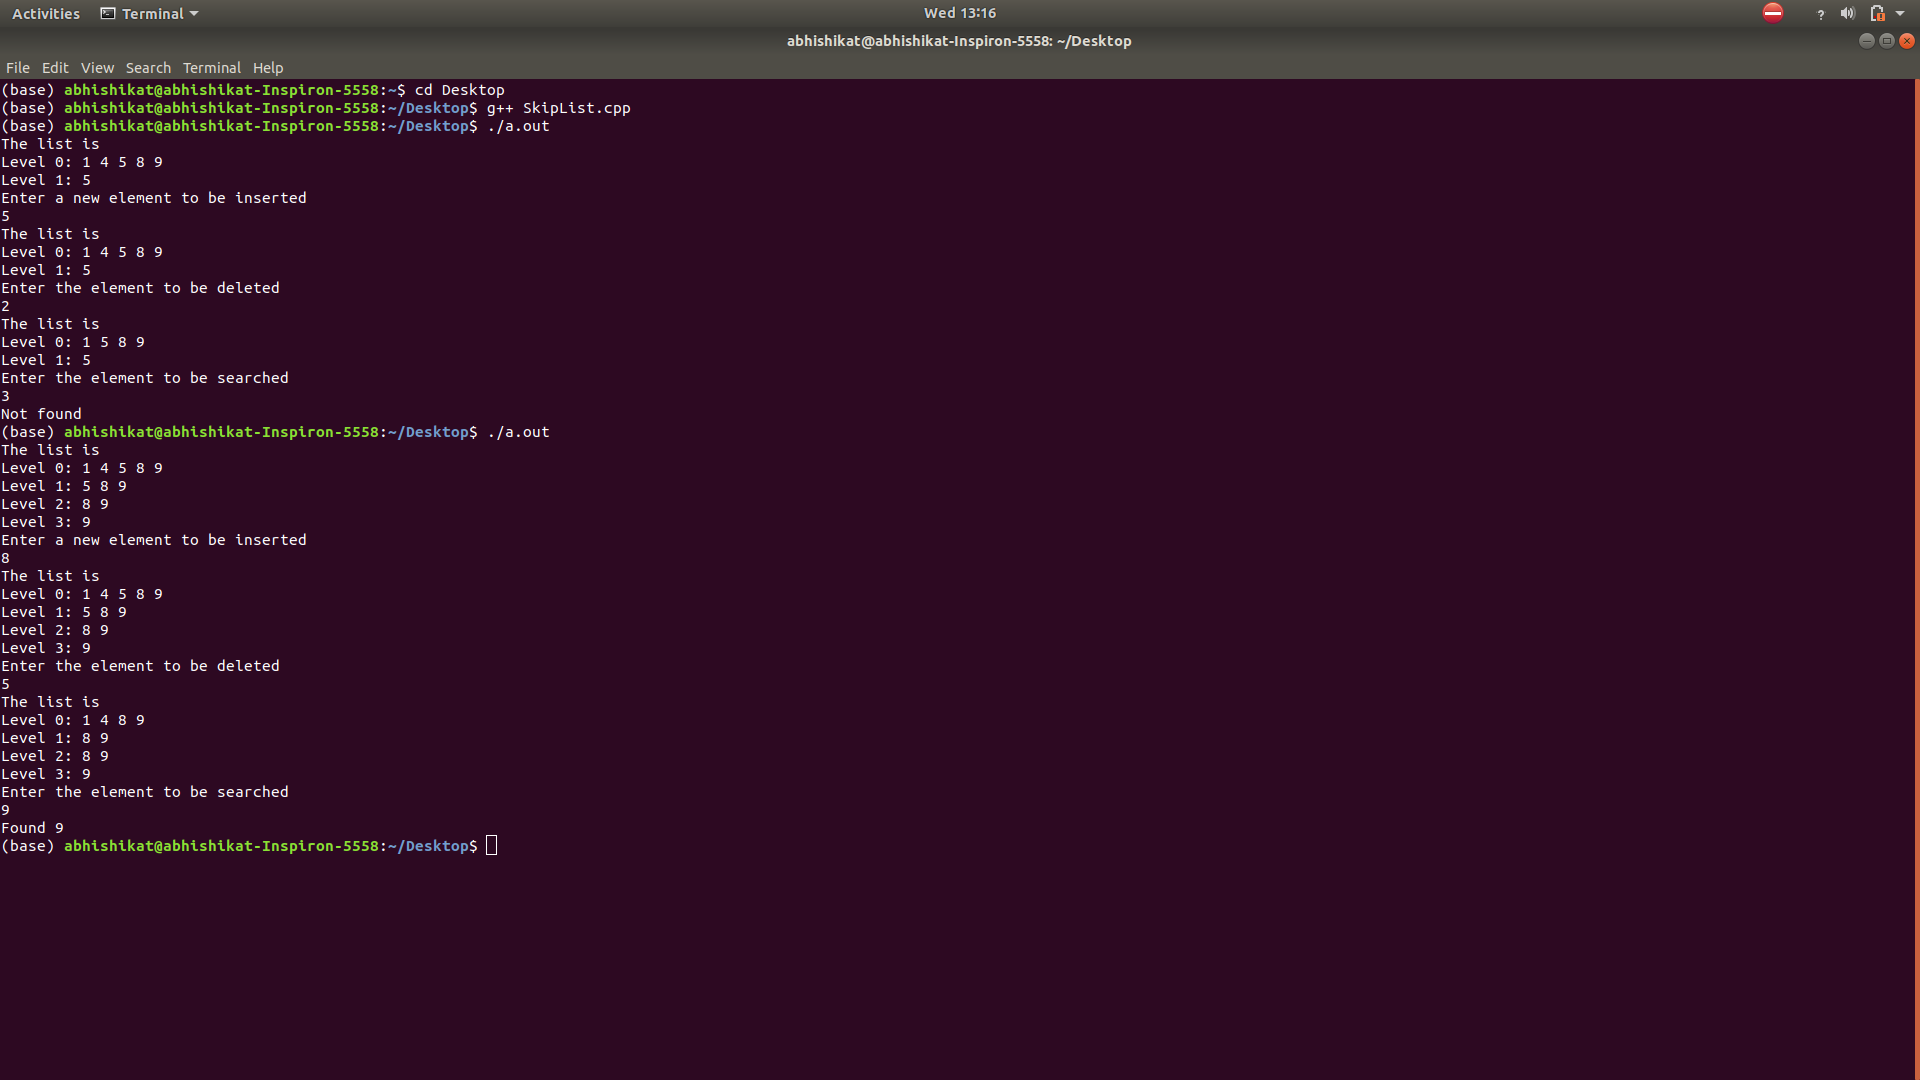 Activities Terminal Wed 13:16 ?
abhishikat@abhishikat-Inspiron-5558: ~/Desktop
File Edit View Search Terminal Help
(base) abhishikat@abhishikat-Inspiron-5558:~$ cd Desktop
(base) abhishikat@abhishikat-Inspiron-5558:~/Desktop$ g++ SkipList.cpp
(base) abhishikat@abhishikat-Inspiron-5558:~/Desktop$ ./a.out
The list is
Level 0: 1 4 5 8 9
Level 1: 5
Enter a new element to be inserted
5
The list is
Level 0: 1 4 5 8 9
Level 1: 5
Enter the element to be deleted
2
The list is
Level 0: 1 5 8 9
Level 1: 5
Enter the element to be searched
3
Not found
(base) abhishikat@abhishikat-Inspiron-5558:~/Desktop$ ./a.out
The list is
Level 0: 1 4 5 8 9
Level 1: 5 8 9
Level 2: 8 9
Level 3: 9
Enter a new element to be inserted
8
The list is
Level 0: 1 4 5 8 9
Level 1: 5 8 9
Level 2: 8 9
Level 3: 9
Enter the element to be deleted
5
The list is
Level 0: 1 4 8 9
Level 1: 8 9
Level 2: 8 9
Level 3: 9
Enter the element to be searched
9
Found 9
(base) abhishikat@abhishikat-Inspiron-5558:~/Desktop$